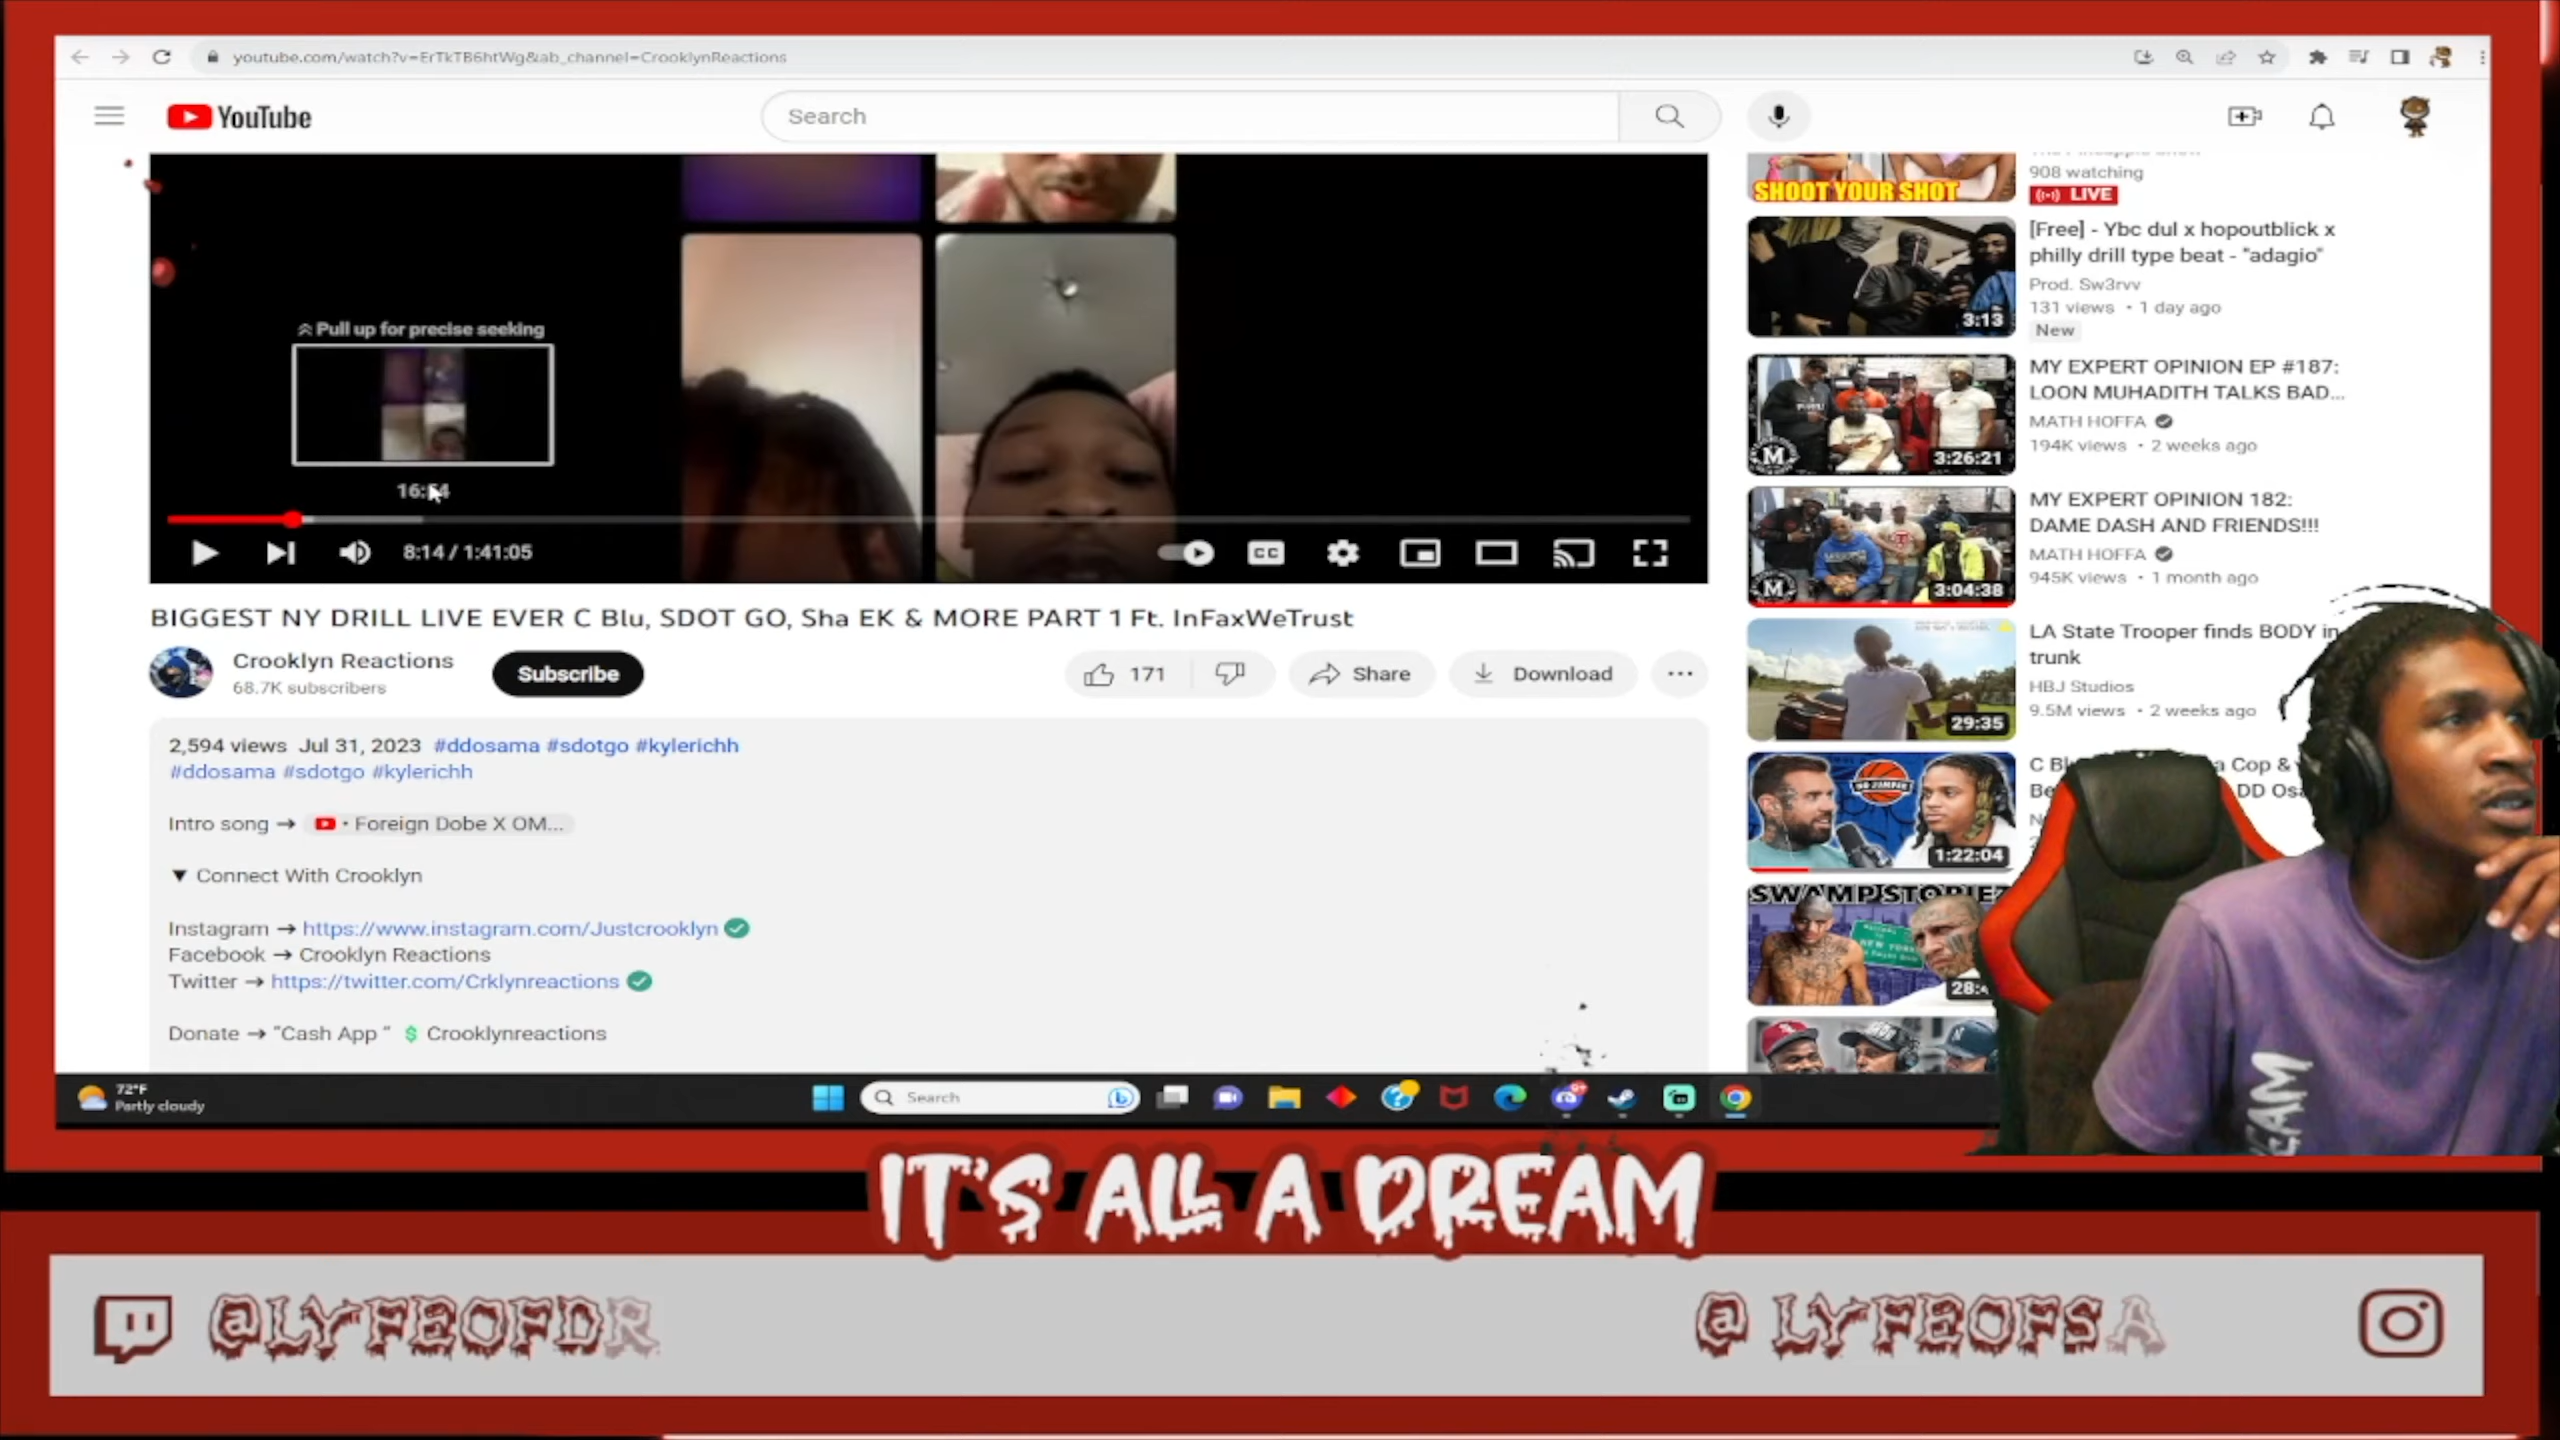 youtube.com/watch?v=ErTkTB6htWg&ab_channel=CrooklynReactions
YouTube
Search
Pull up for precise seeking
8:14 / 1:41:05
BIGGEST NY DRILL LIVE EVER C Blu, SDOT GO, Sha EK & MORE PART 1 Ft. InFaxWeTrust
Crooklyn Reactions
68.7K subscribers
Subscribe
171
Share
Download
2,594 views Jul 31, 2023 #ddosama #sdotgo #kylerichh
#ddosama #sdotgo #kylerichh
Intro song → • Foreign Dobe X OM...
▼ Connect With Crooklyn
Instagram → https://www.instagram.com/Justcrooklyn
Facebook → Crooklyn Reactions
Twitter → https://twitter.com/Crklynreactions
Donate → "Cash App " $ Crooklynreactions
SHOOT YOUR SHOT
908 watching
LIVE
[Free] - Ybc dul x hopoutblick x
philly drill type beat - "adagio"
Prod. Sw3rvv
131 views • 1 day ago
New
3:13
MY EXPERT OPINION EP #187:
LOON MUHADITH TALKS BAD...
MATH HOFFA
194K views • 2 weeks ago
3:26:21
MY EXPERT OPINION 182:
DAME DASH AND FRIENDS!!!
MATH HOFFA
945K views • 1 month ago
3:04:38
LA State Trooper finds BODY in
trunk
HBJ Studios
9.5M views • 2 weeks ago
29:35
a Cop &
DD Osa
1:22:04
SWAMP STORIEZ
NEW YORK
72°F
Partly cloudy
Search
IT'S ALL A DREAM
@LYFEOFDR
@ LYFEOFSA